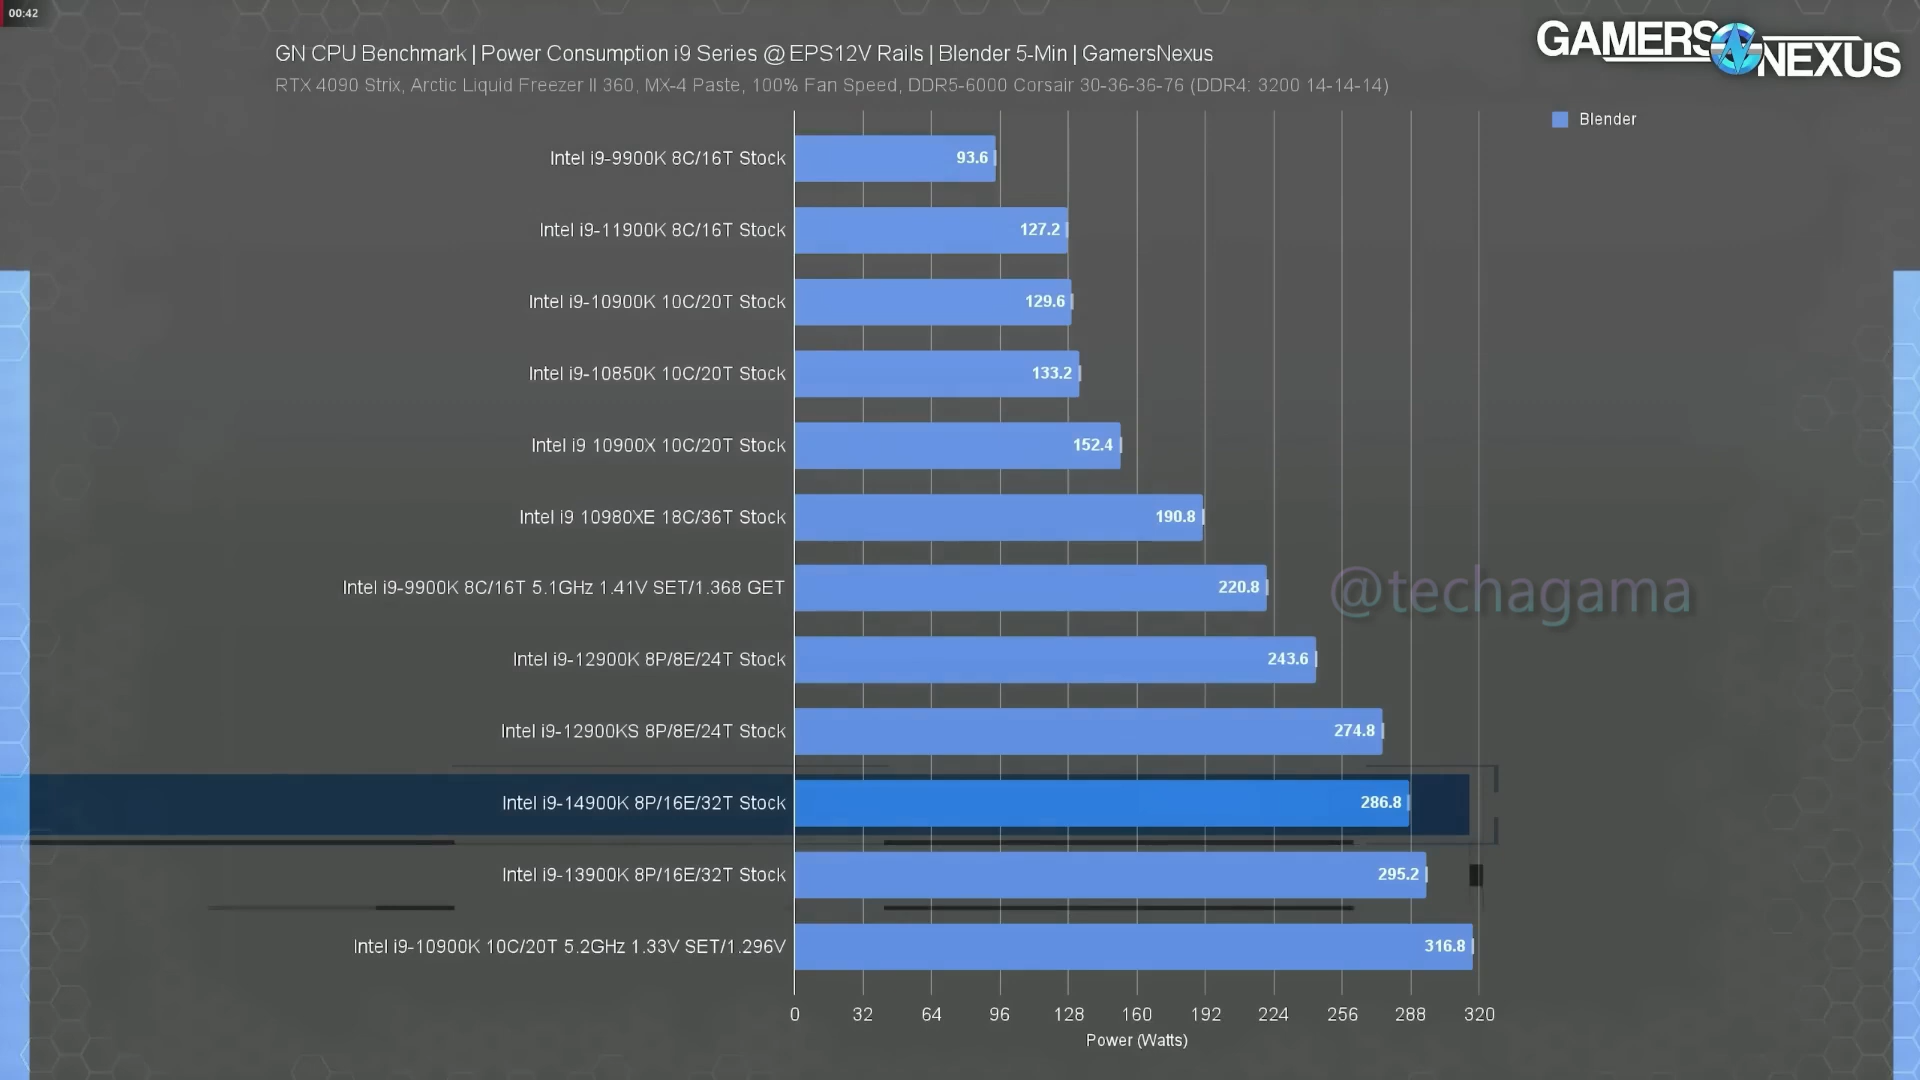 00:42
GAMERS NEXUS
GN CPU Benchmark | Power Consumption i9 Series @ EPS12V Rails | Blender 5-Min | GamersNexus
RTX 4090 Strix, Arctic Liquid Freezer II 360, MX-4 Paste, 100% Fan Speed, DDR5-6000 Corsair 30-36-36-76 (DDR4: 3200 14-14-14)
Blender
Intel i9-9900K 8C/16T Stock 93.6
Intel i9-11900K 8C/16T Stock 127.2
Intel i9-10900K 10C/20T Stock 129.6
Intel i9-10850K 10C/20T Stock 133.2
Intel i9 10900X 10C/20T Stock 152.4
Intel i9 10980XE 18C/36T Stock 190.8
Intel i9-9900K 8C/16T 5.1GHz 1.41V SET/1.368 GET 220.8
@techagama
Intel i9-12900K 8P/8E/24T Stock 243.6
Intel i9-12900KS 8P/8E/24T Stock 274.8
Intel i9-14900K 8P/16E/32T Stock 286.8
Intel i9-13900K 8P/16E/32T Stock 295.2
Intel i9-10900K 10C/20T 5.2GHz 1.33V SET/1.296V 316.8
0 32 64 96 128 160 192 224 256 288 320
Power (Watts)